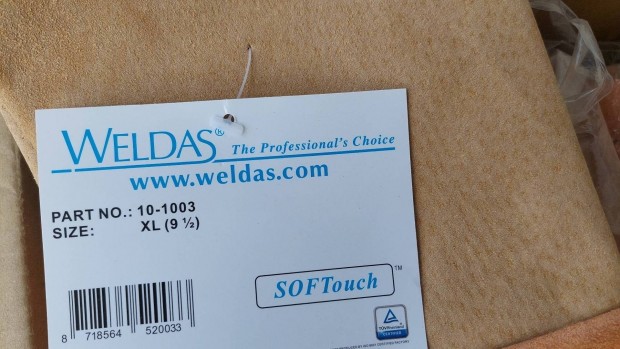 WELDAS® The Professional's Choice
www.weldas.com
PART NO.: 10-1003
SIZE: XL (9 ½)
SOFTouch™
8 718564 520033